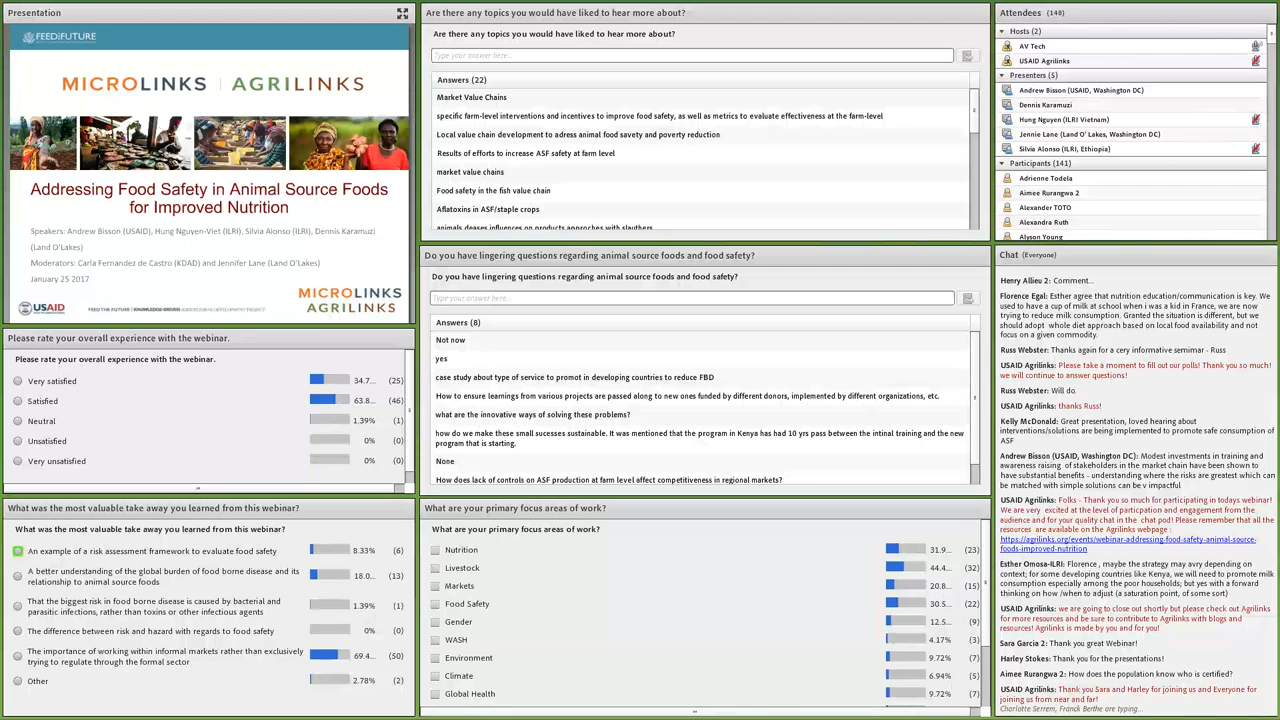 Presentation
FEED the FUTURE
MICROLINKS | AGRILINKS
Addressing Food Safety in Animal Source Foods
for Improved Nutrition
Speakers: Andrew Bisson (USAID), Hung Nguyen-Viet (ILRI), Silvia Alonso (ILRI), Dennis Karamuzi
(Land O'Lakes)
Moderators: Carla Fernandez de Castro (KDAD) and Jennifer Lane (Land O'Lakes)
January 25 2017
USAID
MICROLINKS
AGRILINKS
Please rate your overall experience with the webinar.
Please rate your overall experience with the webinar.
Very satisfied 34.7... (25)
Satisfied 63.8... (46)
Neutral 1.39% (1)
Unsatisfied 0% (0)
Very unsatisfied 0% (0)
What was the most valuable take away you learned from this webinar?
What was the most valuable take away you learned from this webinar?
An example of a risk assessment framework to evaluate food safety 8.33% (6)
A better understanding of the global burden of food borne disease and its
relationship to animal source foods 18.0... (13)
That the biggest risk in food borne disease is caused by bacterial and
parasitic infections, rather than toxins or other infectious agents 1.39% (1)
The difference between risk and hazard with regards to food safety 0% (0)
The importance of working within informal markets rather than exclusively
trying to regulate through the formal sector 69.4... (50)
Other 2.78% (2)
Are there any topics you would have liked to hear more about?
Are there any topics you would have liked to hear more about?
Type your answer here...
Answers (22)
Market Value Chains
specific farm-level interventions and incentives to improve food safety, as well as metrics to evaluate effectiveness at the farm-level
Local value chain development to adress animal food savety and poverty reduction
Results of efforts to increase ASF safety at farm level
market value chains
Food safety in the fish value chain
Aflatoxins in ASF/staple crops
animals deases influences on products approaches with slauthers
Do you have lingering questions regarding animal source foods and food safety?
Do you have lingering questions regarding animal source foods and food safety?
Type your answer here...
Answers (8)
Not now
yes
case study about type of service to promot in developing countries to reduce FBD
How to ensure learnings from various projects are passed along to new ones funded by different donors, implemented by different organizations, etc.
what are the innovative ways of solving these problems?
how do we make these small sucesses sustainable. It was mentioned that the program in Kenya has had 10 yrs pass between the intinal training and the new
program that is starting.
None
How does lack of controls on ASF production at farm level affect competitiveness in regional markets?
What are your primary focus areas of work?
What are your primary focus areas of work?
Nutrition 31.9... (23)
Livestock 44.4... (32)
Markets 20.8... (15)
Food Safety 30.5... (22)
Gender 12.5... (9)
WASH 4.17% (3)
Environment 9.72% (7)
Climate 6.94% (5)
Global Health 9.72% (7)
Attendees (148)
Hosts (2)
AV Tech
USAID Agrilinks
Presenters (5)
Andrew Bisson (USAID, Washington DC)
Dennis Karamuzi
Hung Nguyen (ILRI Vietnam)
Jennie Lane (Land O' Lakes, Washington DC)
Silvia Alonso (ILRI, Ethiopia)
Participants (141)
Adrienne Todela
Aimee Rurangwa 2
Alexander TOTO
Alexandra Ruth
Alyson Young
Chat (Everyone)
Henry Allieu 2: Comment...
Florence Egal: Esther agree that nutrition education/communication is key. We
used to have a cup of milk at school when I was a kid in France, we are now
trying to reduce milk consumption. Granted the situation is different, but we
should adopt whole diet approach based on local food availability and not
focus on a given commodity.
Russ Webster: Thanks again for a cery informative seminar - Russ
USAID Agrilinks: Please take a moment to fill out our polls! Thank you so much!
we will continue to answer questions!
Russ Webster: Will do.
USAID Agrilinks: thanks Russ!
Kelly McDonald: Great presentation, loved hearing about
interventions/solutions are being implemented to promote safe consumption of
ASF
Andrew Bisson (USAID, Washington DC): Modest investments in training and
awareness raising of stakeholders in the market chain have been shown to
have substantial benefits - understanding where the risks are greatest which can
be matched with simple solutions can be v impactful
USAID Agrilinks: Folks - Thank you so much for participating in todays webinar!
We are very excited at the level of particpation and engagement from the
audience and for your quality chat in the chat pod! Please remember that all the
resources are available on the Agrilinks webpage :
https://agrilinks.org/events/webinar-addressing-food-safety-animal-source-
foods-improved-nutrition
Esther Omosa-ILRI: Florence , maybe the strategy may avry depending on
context; for some developing countries like Kenya, we will need to promote milk
consumption especially among the poor households; but yes with a forward
thinking on how /when to adjust (a saturation point, of some sort)
USAID Agrilinks: we are going to close out shortly but please check out Agrilinks
for more resources and be sure to contribute to Agrilinks with blogs and
resources! Agrilinks is made by you and for you!
Sara Garcia 2: Thank you great Webinar!
Harley Stokes: Thank you for the presentations!
Aimee Rurangwa 2: How does the population know who is certified?
USAID Agrilinks: Thank you Sara and Harley for joining us and Everyone for
joining us from near and far!
Charlotte Serrem, Franck Berthe are typing...